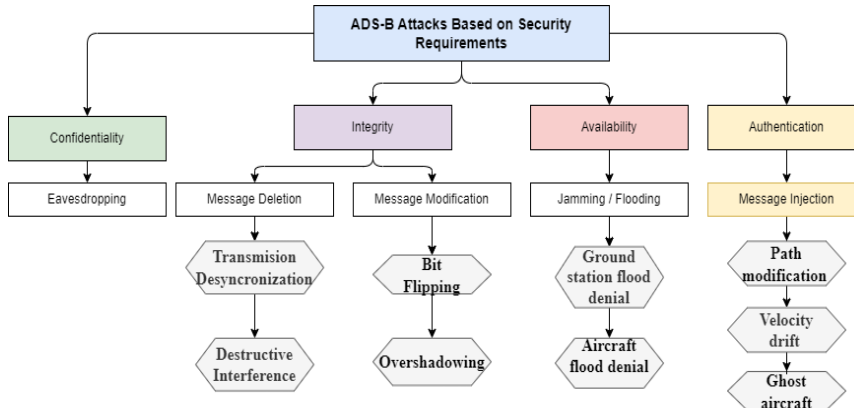 ADS-B Attacks Based on Security
Requirements
Confidentiality
Integrity
Availability
Authentication
Eavesdropping
Message Deletion
Message Modification
Jamming / Flooding
Message Injection
Transmision
Desyncronization
Bit
Flipping
Ground
station flood
denial
Path
modification
Destructive
Interference
Overshadowing
Aircraft
flood denial
Velocity
drift
Ghost
aircraft